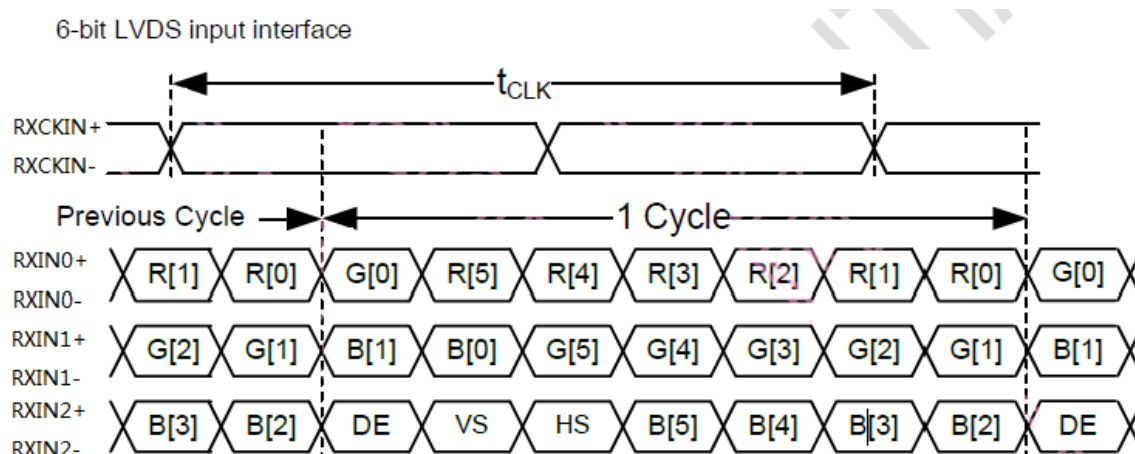 6-bit LVDS input interface
tCLK
RXCKIN+
RXCKIN-
Previous Cycle
1 Cycle
RXIN0+
R[1] R[0] G[0] R[5] R[4] R[3] R[2] R[1] R[0] G[0]
RXIN0-
RXIN1+
G[2] G[1] B[1] B[0] G[5] G[4] G[3] G[2] G[1] B[1]
RXIN1-
RXIN2+
B[3] B[2] DE VS HS B[5] B[4] B[3] B[2] DE
RXIN2-